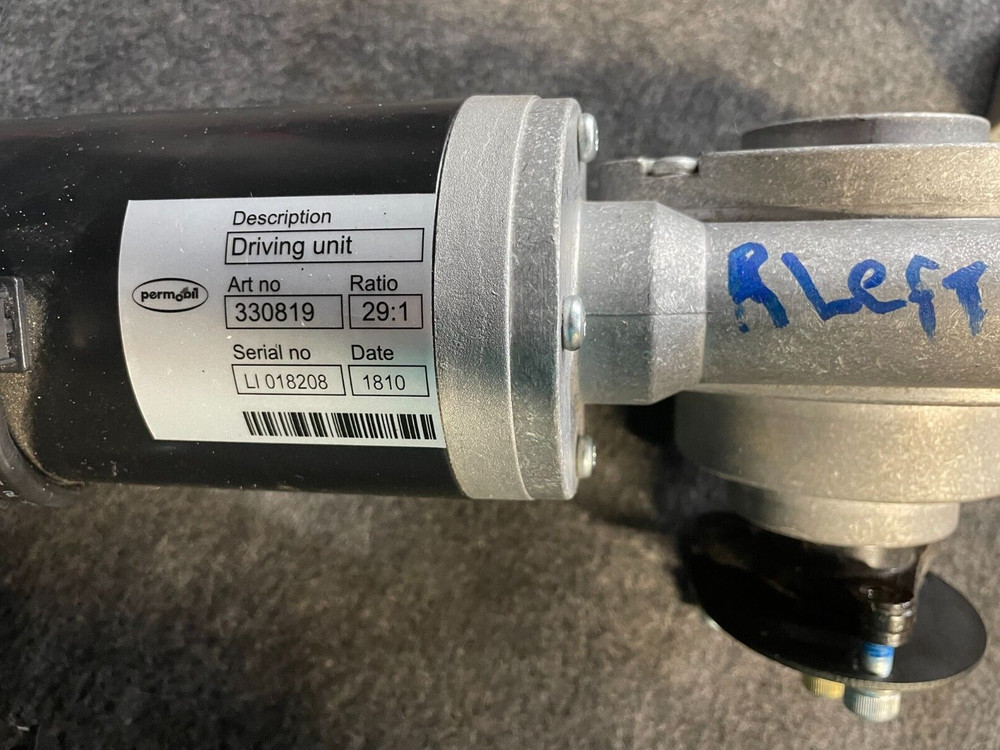 Description
Driving unit
permobil
Art no Ratio
330819 29:1
Serial no Date
LI 018208 1810
R Left